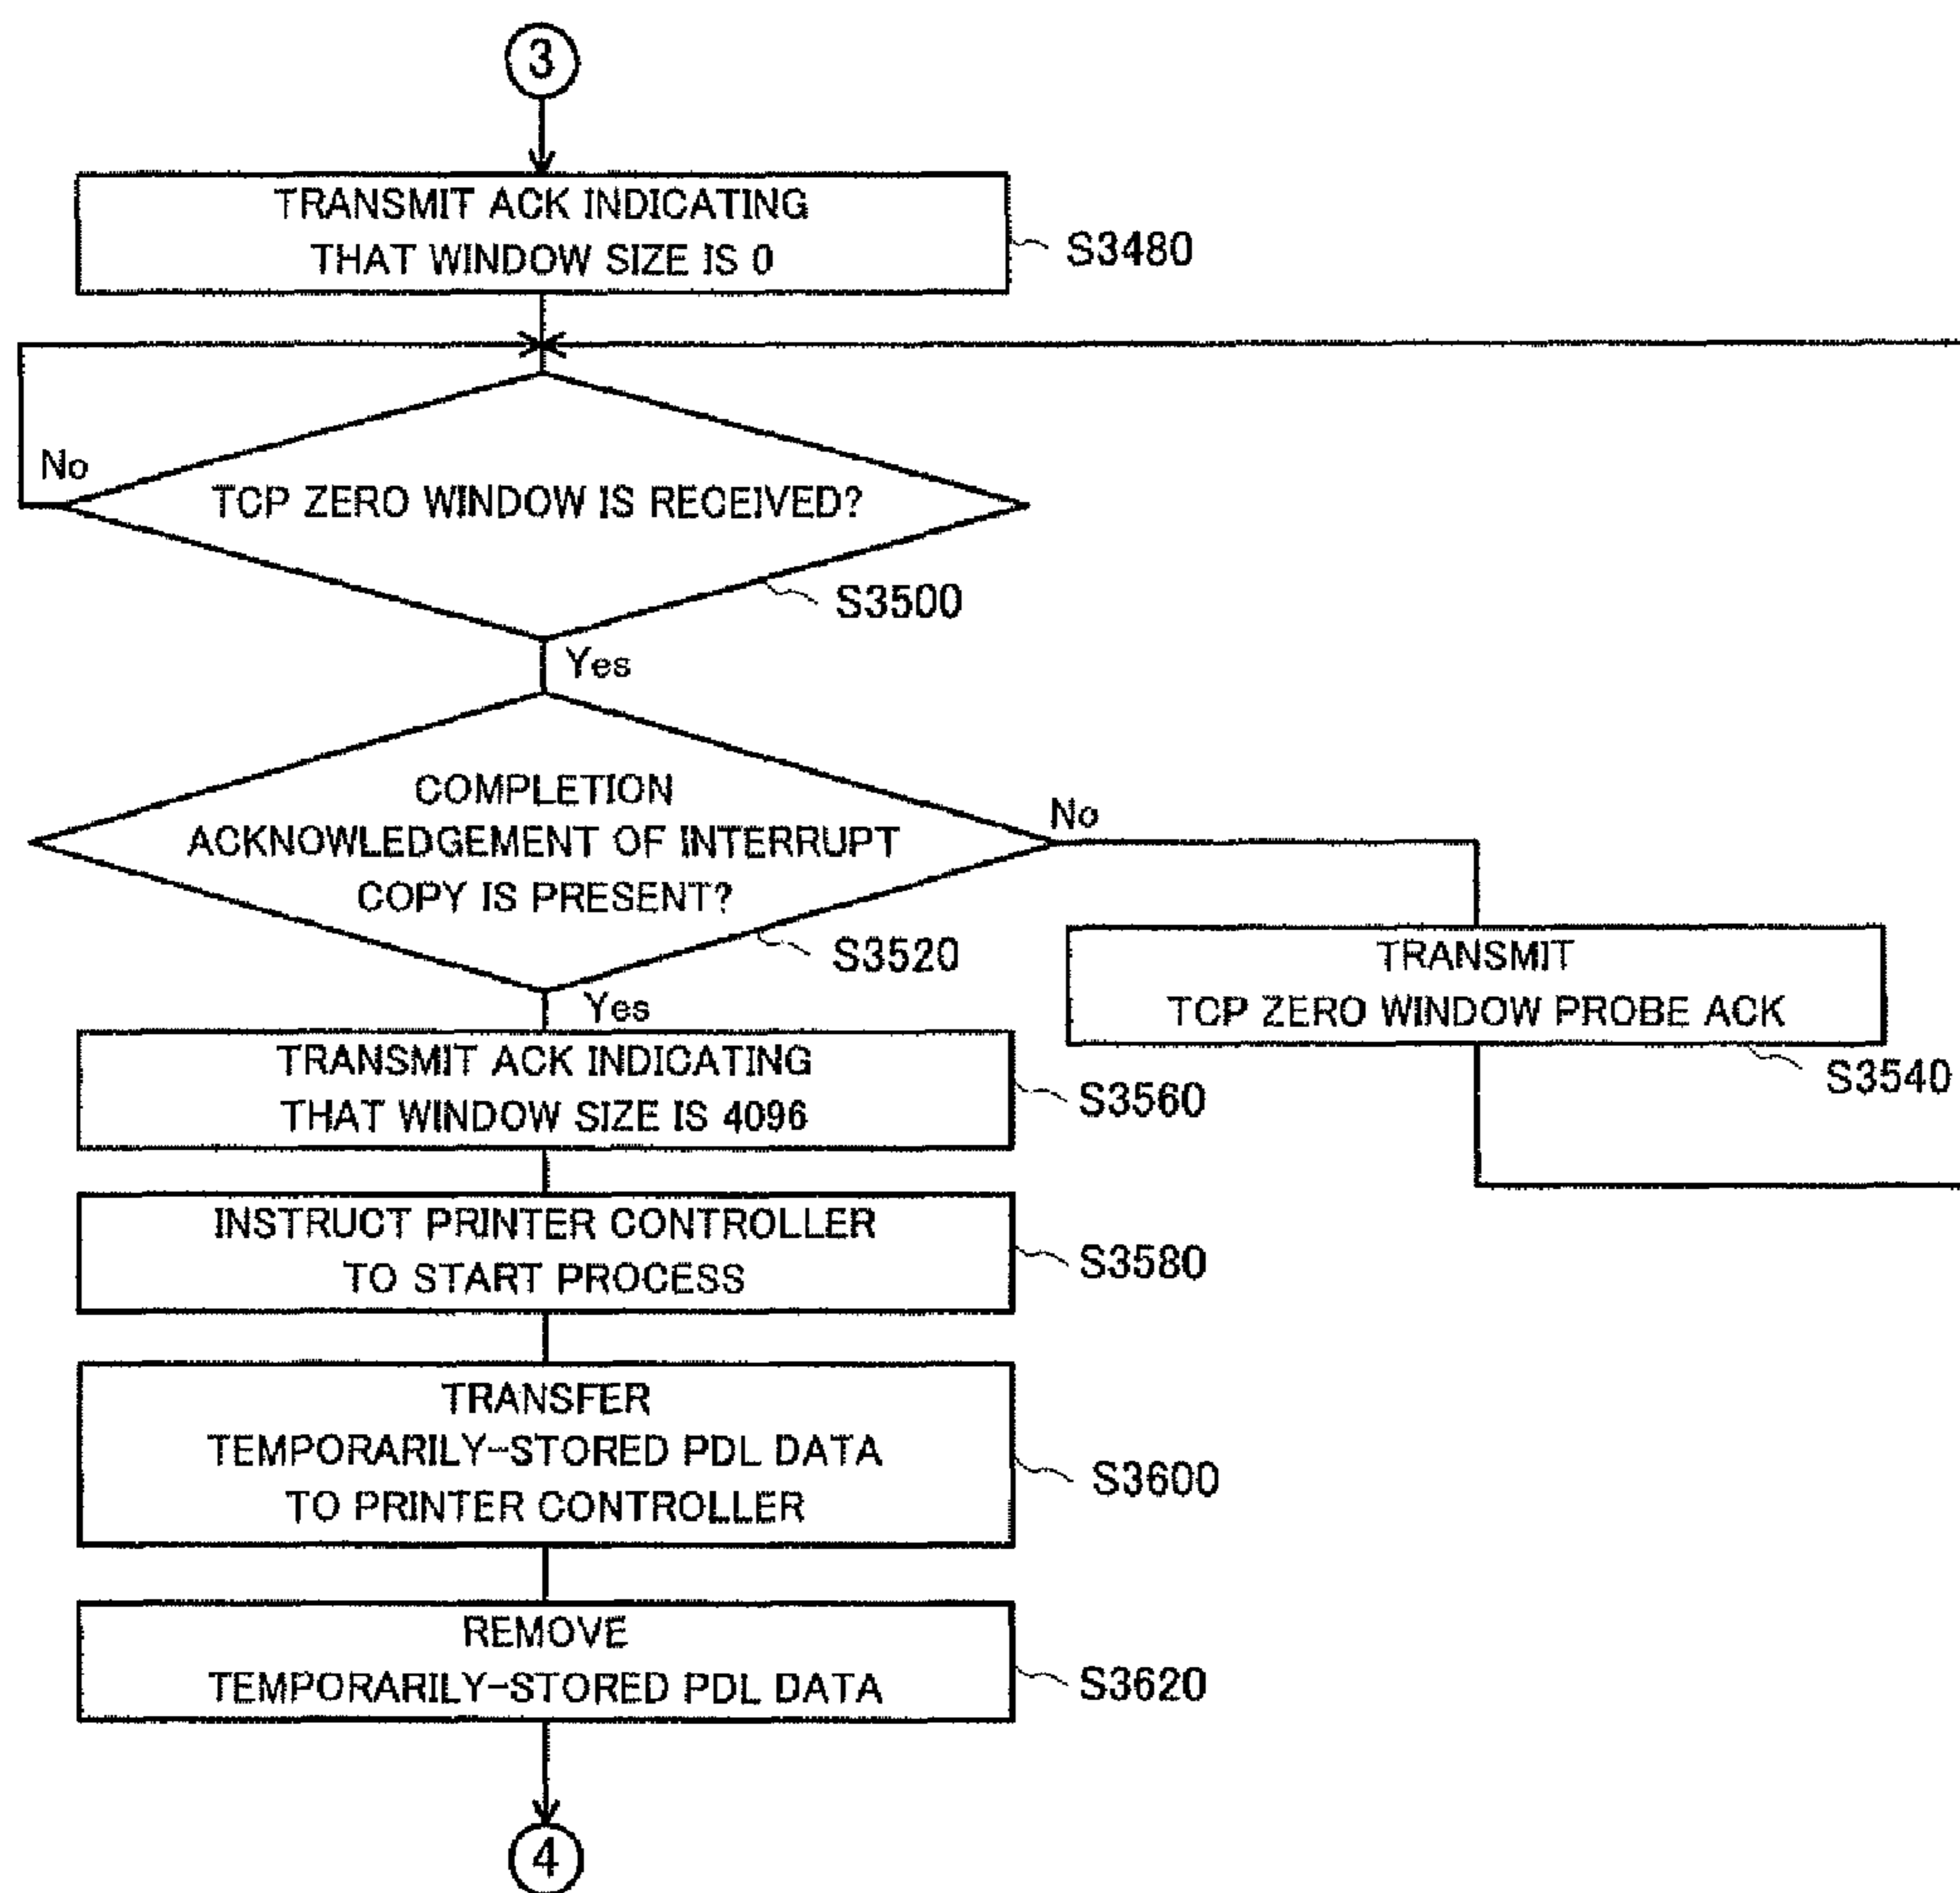 3
TRANSMIT ACK INDICATING
THAT WINDOW SIZE IS 0
S3480
No
TCP ZERO WINDOW IS RECEIVED?
S3500
Yes
COMPLETION
ACKNOWLEDGEMENT OF INTERRUPT
COPY IS PRESENT?
No
S3520
TRANSMIT
TCP ZERO WINDOW PROBE ACK
S3540
Yes
TRANSMIT ACK INDICATING
THAT WINDOW SIZE IS 4096
S3560
INSTRUCT PRINTER CONTROLLER
TO START PROCESS
S3580
TRANSFER
TEMPORARILY-STORED PDL DATA
TO PRINTER CONTROLLER
S3600
REMOVE
TEMPORARILY-STORED PDL DATA
S3620
4